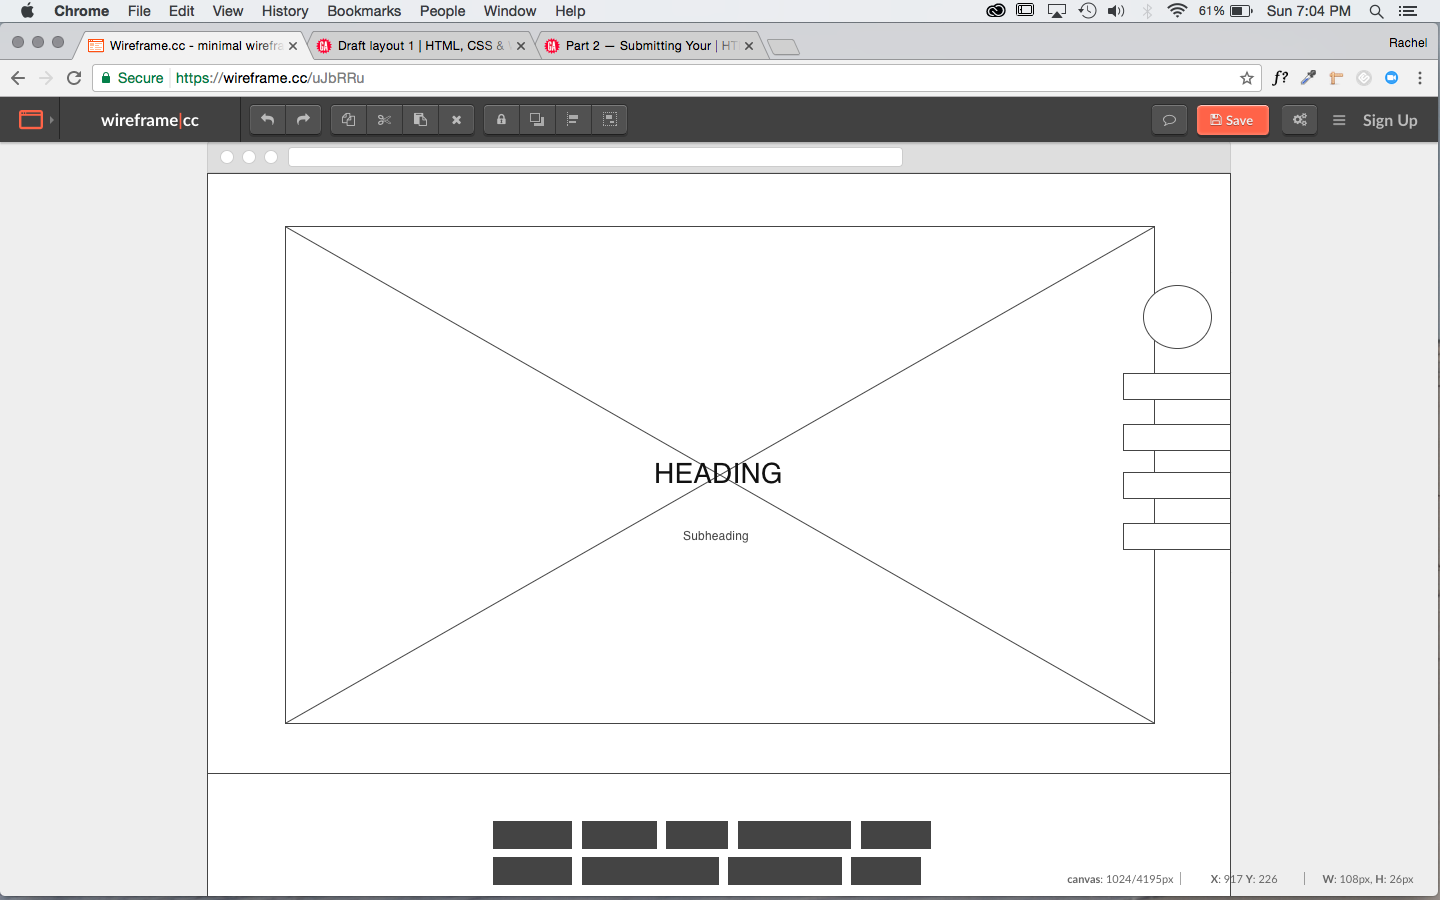 Chrome File Edit View History Bookmarks People Window Help 61% Sun 7:04 PM
Wireframe.cc - minimal wirefra Draft layout 1 | HTML, CSS & Part 2 — Submitting Your | HT Rachel
Secure https://wireframe.cc/uJbRRu f?
wireframe|cc Save Sign Up
HEADING
Subheading
canvas: 1024/4195px X: 917 Y: 226 W: 108px, H: 26px